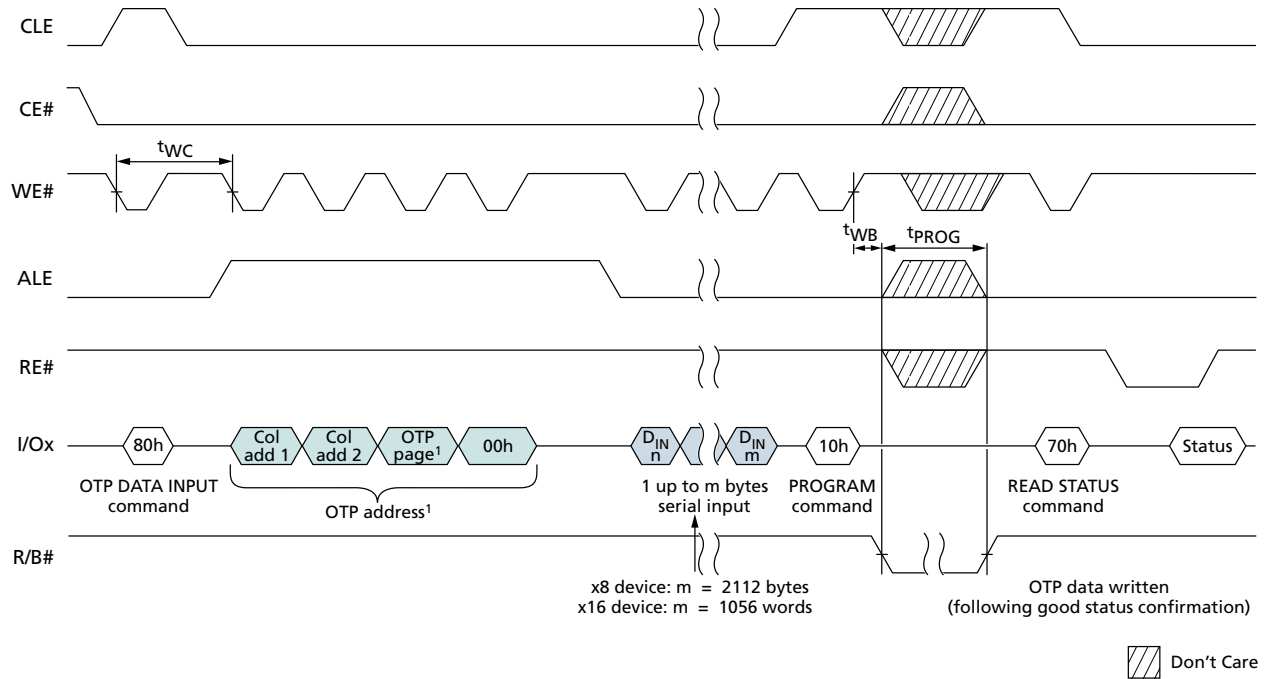 CLE
CE#
tWC
WE#
tWB
tPROG
ALE
RE#
I/Ox
80h
Col
add 1
Col
add 2
OTP
page¹
00h
DIN
n
DIN
m
10h
70h
Status
OTP DATA INPUT
command
OTP address¹
1 up to m bytes
serial input
PROGRAM
command
READ STATUS
command
R/B#
x8 device: m = 2112 bytes
x16 device: m = 1056 words
OTP data written
(following good status confirmation)
Don't Care